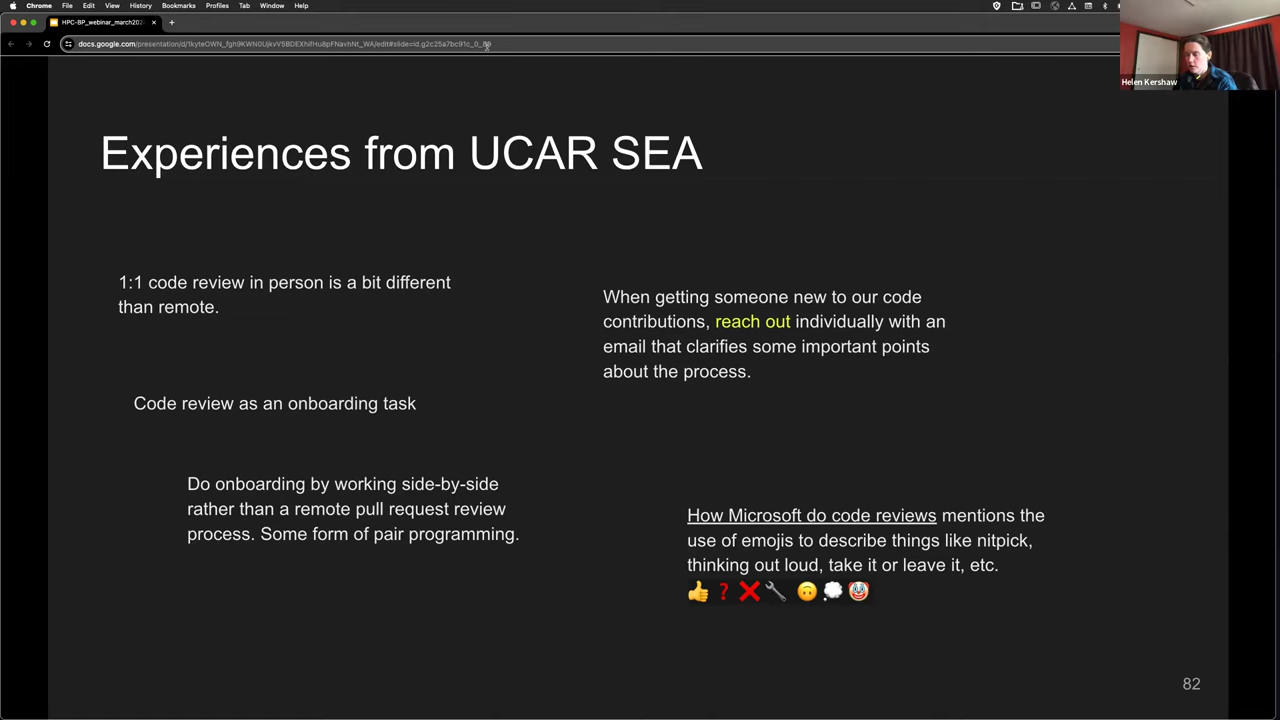 Chrome File Edit View History Bookmarks Profiles Tab Window Help
HPC-BP_webinar_march202
Helen Kershaw
Experiences from UCAR SEA
1:1 code review in person is a bit different
than remote.
Code review as an onboarding task
Do onboarding by working side-by-side
rather than a remote pull request review
process. Some form of pair programming.
When getting someone new to our code
contributions, reach out individually with an
email that clarifies some important points
about the process.
How Microsoft do code reviews mentions the
use of emojis to describe things like nitpick,
thinking out loud, take it or leave it, etc.
👍❓❌🔧 🙃💭🤡
82